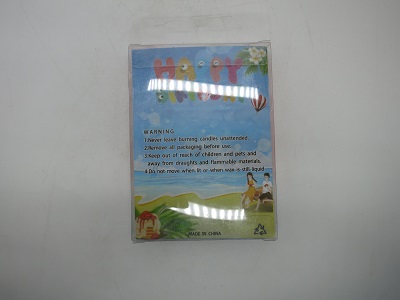 HAPPY
BIRTHDAY
WARNING:
1.Never leave burning candles unattended.
2.Remove all packaging before use.
3.Keep out of reach of children and pets and
away from draughts and flammable materials.
4.Do not move when lit or when wax is still liquid
MADE IN CHINA